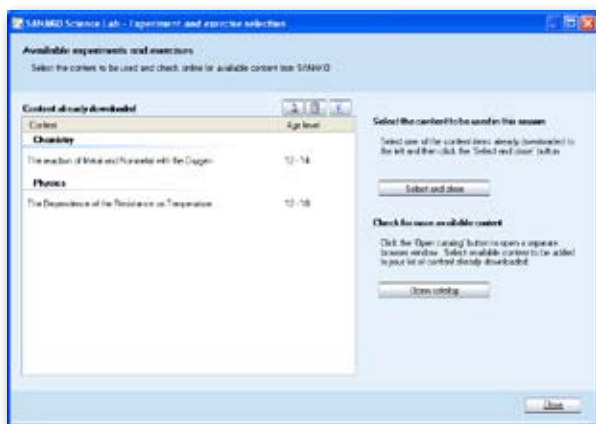 SANAKO Science Lab - Experiment and exercise selection
Available experiments and exercises
Select the content to be used and check online for available content from SANAKO
Content already downloaded
Content Age level
Chemistry
The reaction of Metal and Nonmetal with the Oxygen 12 - 14
Physics
The Dependence of the Resistance on Temperature
Select the content to be used in this session
Select one of the content items already downloaded to
the left and then click the 'Select and close' button
Select and close
Check for more available content
Click the 'Open catalog' button to open a separate
browser window. Select available content to be added
to your list of content already downloaded.
Open catalog
Close